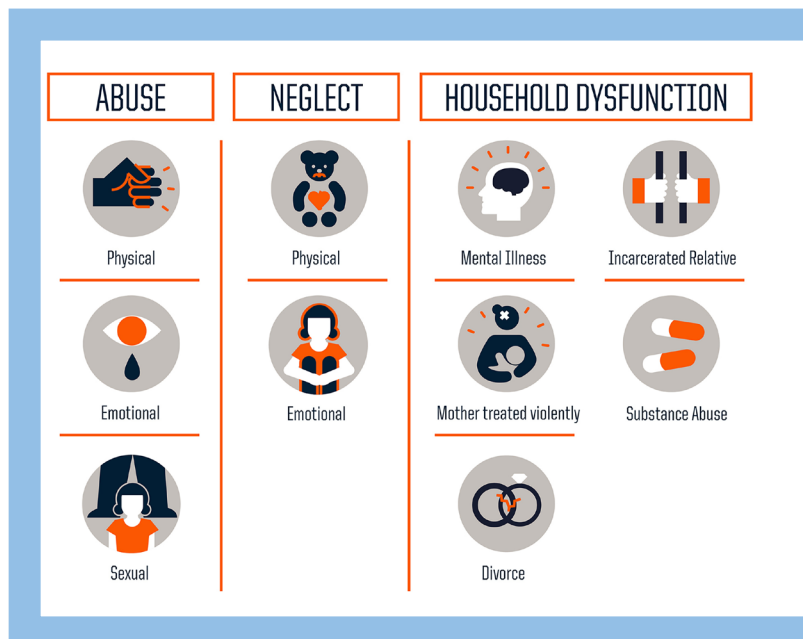 ABUSE
Physical
Emotional
Sexual
NEGLECT
Physical
Emotional
HOUSEHOLD DYSFUNCTION
Mental Illness
Incarcerated Relative
Mother treated violently
Substance Abuse
Divorce